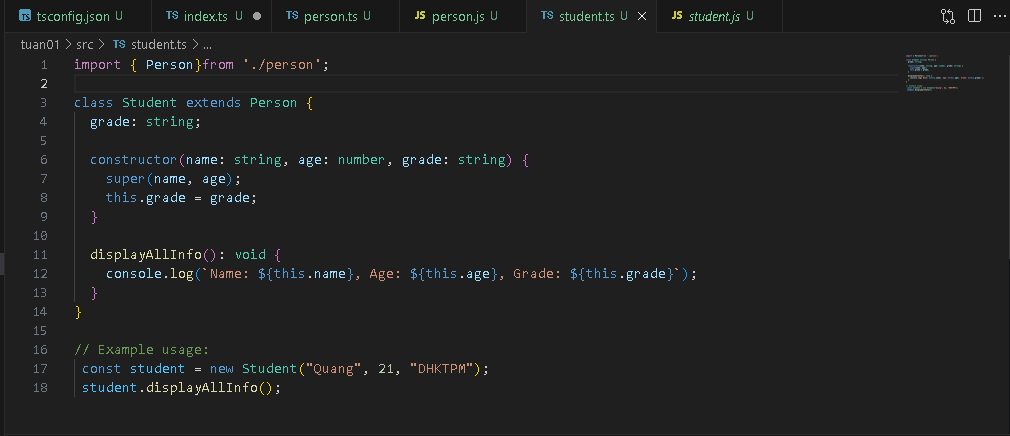 tsconfig.json U
TS index.ts U
TS person.ts U
JS person.js U
TS student.ts U
JS student.js U
tuan01 > src > TS student.ts > ...
1 import { Person}from './person';
2
3 class Student extends Person {
4 grade: string;
5
6 constructor(name: string, age: number, grade: string) {
7 super(name, age);
8 this.grade = grade;
9 }
10
11 displayAllInfo(): void {
12 console.log(`Name: ${this.name}, Age: ${this.age}, Grade: ${this.grade}`);
13 }
14 }
15
16 // Example usage:
17 const student = new Student("Quang", 21, "DHKTPM");
18 student.displayAllInfo();